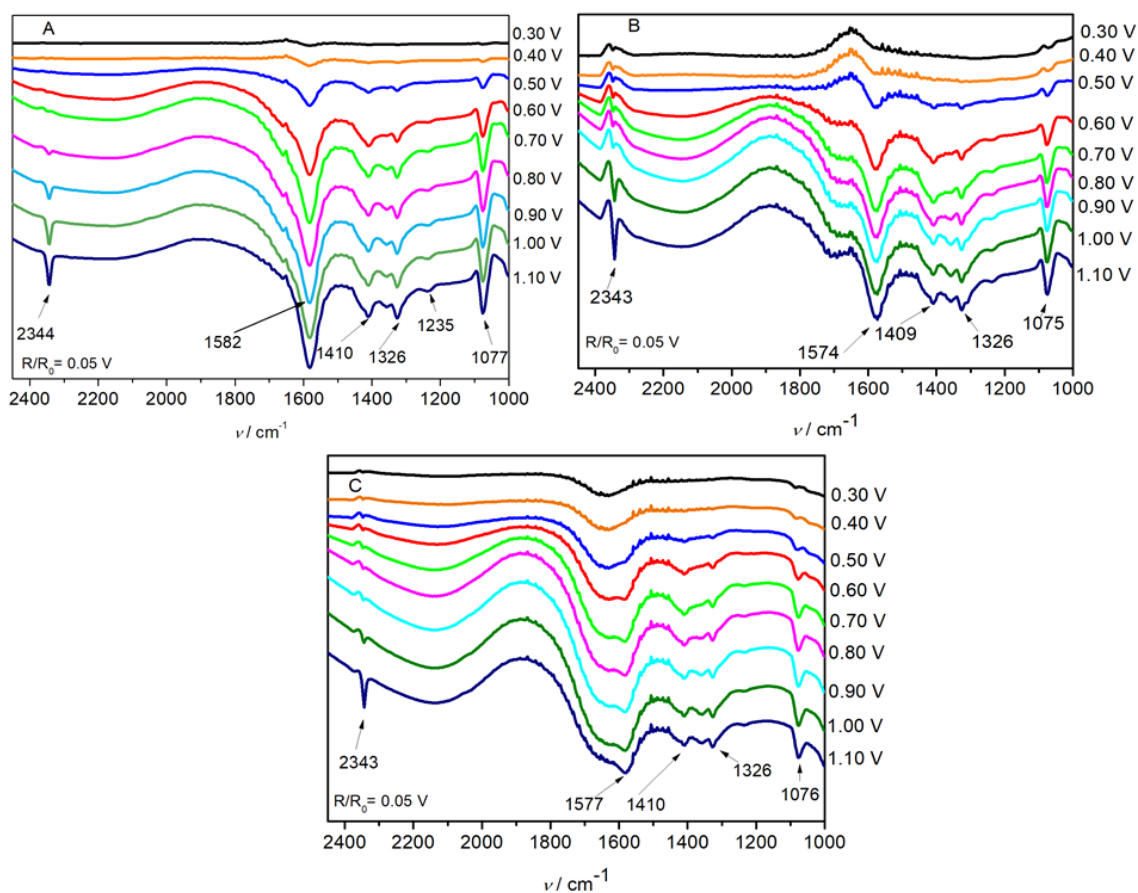 A
0.30 V
0.40 V
0.50 V
0.60 V
0.70 V
0.80 V
0.90 V
1.00 V
1.10 V
2344
1582
1410
1326
1235
1077
R/R0= 0.05 V
2400 2200 2000 1800 1600 1400 1200 1000
ν / cm-1
B
0.30 V
0.40 V
0.50 V
0.60 V
0.70 V
0.80 V
0.90 V
1.00 V
1.10 V
2343
1574
1409
1326
1075
R/R0= 0.05 V
2400 2200 2000 1800 1600 1400 1200 1000
ν / cm-1
C
0.30 V
0.40 V
0.50 V
0.60 V
0.70 V
0.80 V
0.90 V
1.00 V
1.10 V
2343
1577
1410
1326
1076
R/R0= 0.05 V
2400 2200 2000 1800 1600 1400 1200 1000
ν / cm-1